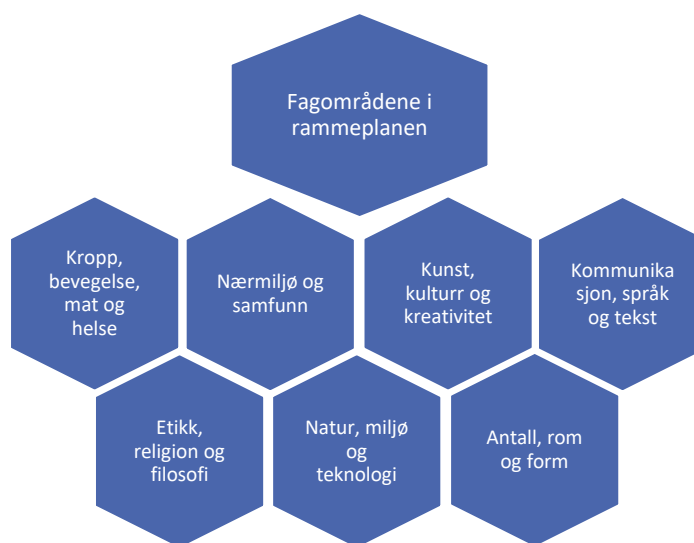 Fagområdene i
rammeplanen
Kropp,
bevegelse,
mat og
helse
Nærmiljø og
samfunn
Kunst,
kulturr og
kreativitet
Kommunika
sjon, språk
og tekst
Etikk,
religion og
filosofi
Natur, miljø
og
teknologi
Antall, rom
og form